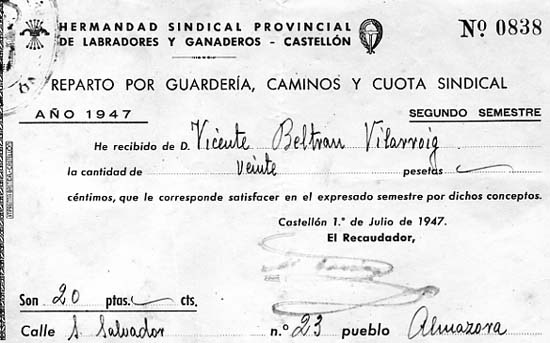 HERMANDAD SINDICAL PROVINCIAL
DE LABRADORES Y GANADEROS - CASTELLÓN
Nº 0838
REPARTO POR GUARDERÍA, CAMINOS Y CUOTA SINDICAL
AÑO 1947 SEGUNDO SEMESTRE
He recibido de D. Vicente Beltran Vilarroig
la cantidad de veinte pesetas
céntimos, que le corresponde satisfacer en el expresado semestre por dichos conceptos.
Castellón 1.º de Julio de 1947.
El Recaudador,
Son 20 ptas. cts.
Calle S. Salvador n.º 23 pueblo Almazora